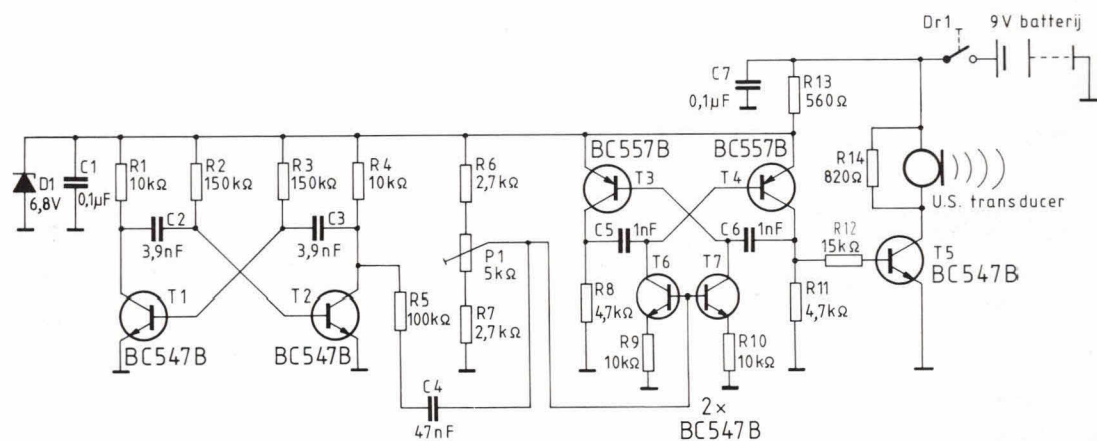 Dr1
9V batterij
C7
0,1µF
R13
560Ω
D1
6,8V
C1
0,1µF
R1
10kΩ
R2
150kΩ
R3
150kΩ
R4
10kΩ
R6
2,7kΩ
BC557B
BC557B
T3
T4
R14
820Ω
U.S. transducer
C2
3,9nF
C3
3,9nF
P1
5kΩ
C5
1nF
C6
1nF
R12
15kΩ
T5
BC547B
T1
BC547B
T2
BC547B
R5
100kΩ
R7
2,7kΩ
R8
4,7kΩ
T6
T7
R9
10kΩ
R10
10kΩ
R11
4,7kΩ
C4
47nF
2×
BC547B